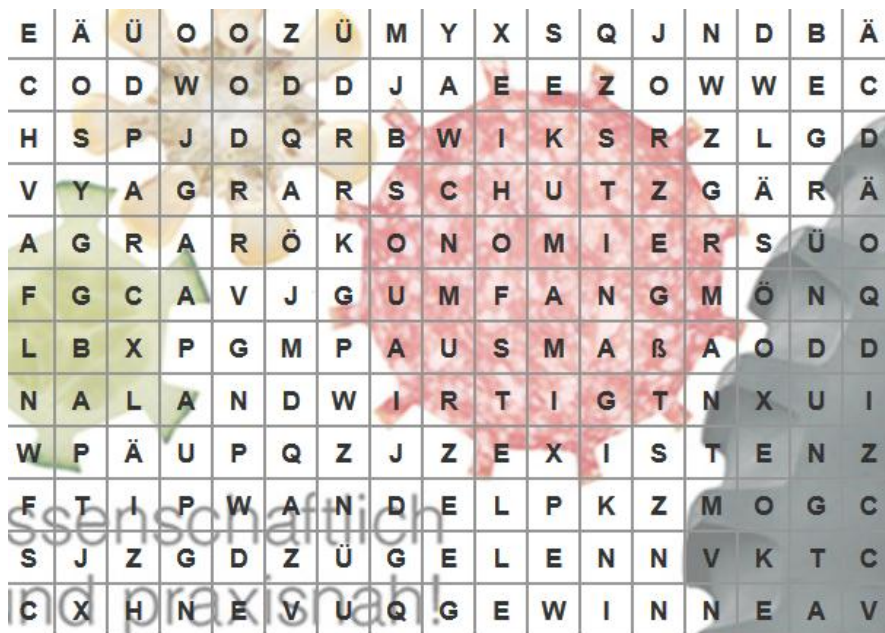 E Ä Ü O O Z Ü M Y X S Q J N D B Ä
C O D W O D D J A E E Z O W W E C
H S P J D Q R B W I K S R Z L G D
V Y A G R A R S C H U T Z G Ä R Ä
A G R A R Ö K O N O M I E R S Ü O
F G C A V J G U M F A N G M Ö N Q
L B X P G M P A U S M A ß A O D D
N A L A N D W I R T I G T N X U I
W P Ä U P Q Z J Z E X I S T E N Z
F T I P W A N D E L P K Z M O G C
S J Z G D Z Ü G E L E N N V K T C
C X H N E V U Q G E W I N N E A V
ssenschaftlich
nd praxisnah!